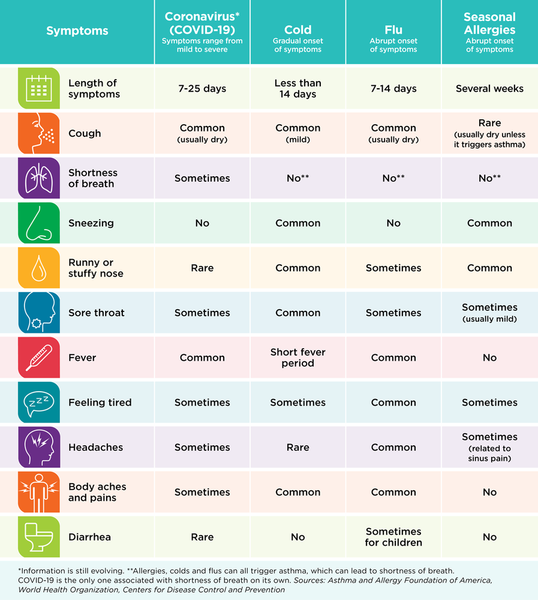 Symptoms
Coronavirus*
(COVID-19)
Symptoms range from
mild to severe
Cold
Gradual onset
of symptoms
Flu
Abrupt onset
of symptoms
Seasonal
Allergies
Abrupt onset
of symptoms
Length of
symptoms
7-25 days
Less than
14 days
7-14 days
Several weeks
Cough
Common
(usually dry)
Common
(mild)
Common
(usually dry)
Rare
(usually dry unless
it triggers asthma)
Shortness
of breath
Sometimes
No**
No**
No**
Sneezing
No
Common
No
Common
Runny or
stuffy nose
Rare
Common
Sometimes
Common
Sore throat
Sometimes
Common
Sometimes
Sometimes
(usually mild)
Fever
Common
Short fever
period
Common
No
zzz
Feeling tired
Sometimes
Sometimes
Common
Sometimes
Headaches
Sometimes
Rare
Common
Sometimes
(related to
sinus pain)
Body aches
and pains
Sometimes
Common
Common
No
Diarrhea
Rare
No
Sometimes
for children
No
*Information is still evolving. **Allergies, colds and flus can all trigger asthma, which can lead to shortness of breath.
COVID-19 is the only one associated with shortness of breath on its own. Sources: Asthma and Allergy Foundation of America,
World Health Organization, Centers for Disease Control and Prevention